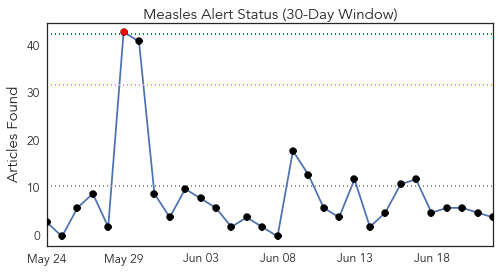 Measles Alert Status (30-Day Window)
Articles Found
40
30
20
10
0
May 24
May 29
Jun 03
Jun 08
Jun 13
Jun 18